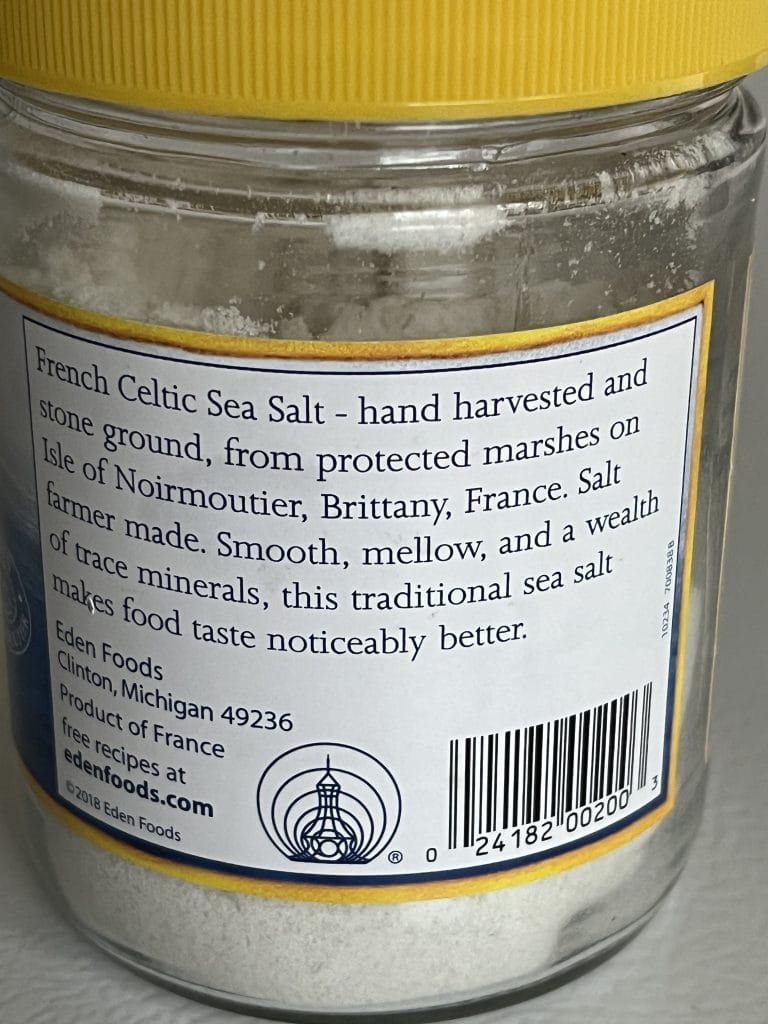 French Celtic Sea Salt - hand harvested and
stone ground, from protected marshes on
Isle of Noirmoutier, Brittany, France. Salt
farmer made. Smooth, mellow, and a wealth
of trace minerals, this traditional sea salt
makes food taste noticeably better.
Eden Foods
Clinton, Michigan 49236
Product of France
free recipes at
edenfoods.com
©2018 Eden Foods
®
0 24182 00200 3
10234 700838B